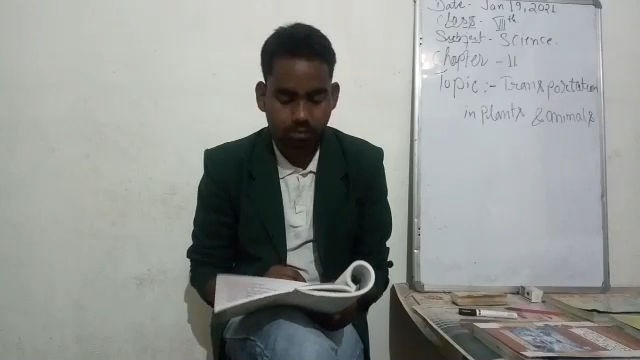 Date- Jan 19, 2021
Class- VIIth
Subject- Science.
Chapter - 11
Topic:- Transportation
in Plants & animals